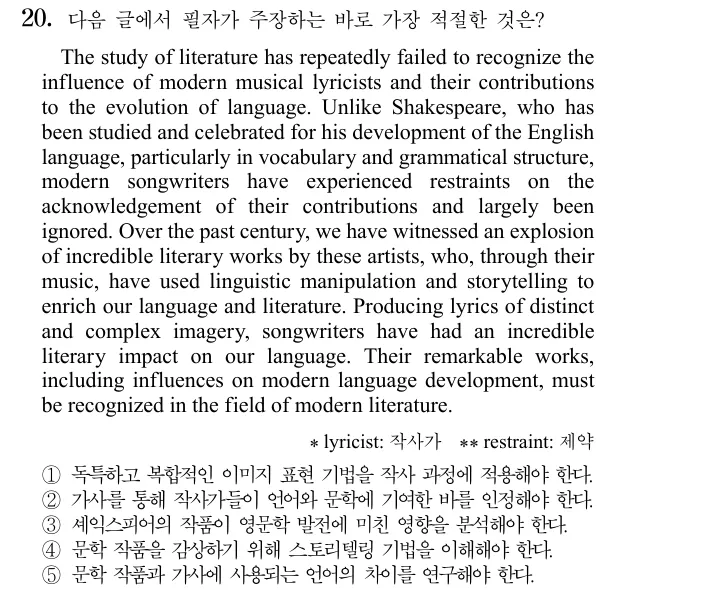 20. 다음 글에서 필자가 주장하는 바로 가장 적절한 것은?
The study of literature has repeatedly failed to recognize the
influence of modern musical lyricists and their contributions
to the evolution of language. Unlike Shakespeare, who has
been studied and celebrated for his development of the English
language, particularly in vocabulary and grammatical structure,
modern songwriters have experienced restraints on the
acknowledgement of their contributions and largely been
ignored. Over the past century, we have witnessed an explosion
of incredible literary works by these artists, who, through their
music, have used linguistic manipulation and storytelling to
enrich our language and literature. Producing lyrics of distinct
and complex imagery, songwriters have had an incredible
literary impact on our language. Their remarkable works,
including influences on modern language development, must
be recognized in the field of modern literature.
* lyricist: 작사가 ** restraint: 제약
① 독특하고 복합적인 이미지 표현 기법을 작사 과정에 적용해야 한다.
② 가사를 통해 작사가들이 언어와 문학에 기여한 바를 인정해야 한다.
③ 셰익스피어의 작품이 영문학 발전에 미친 영향을 분석해야 한다.
④ 문학 작품을 감상하기 위해 스토리텔링 기법을 이해해야 한다.
⑤ 문학 작품과 가사에 사용되는 언어의 차이를 연구해야 한다.